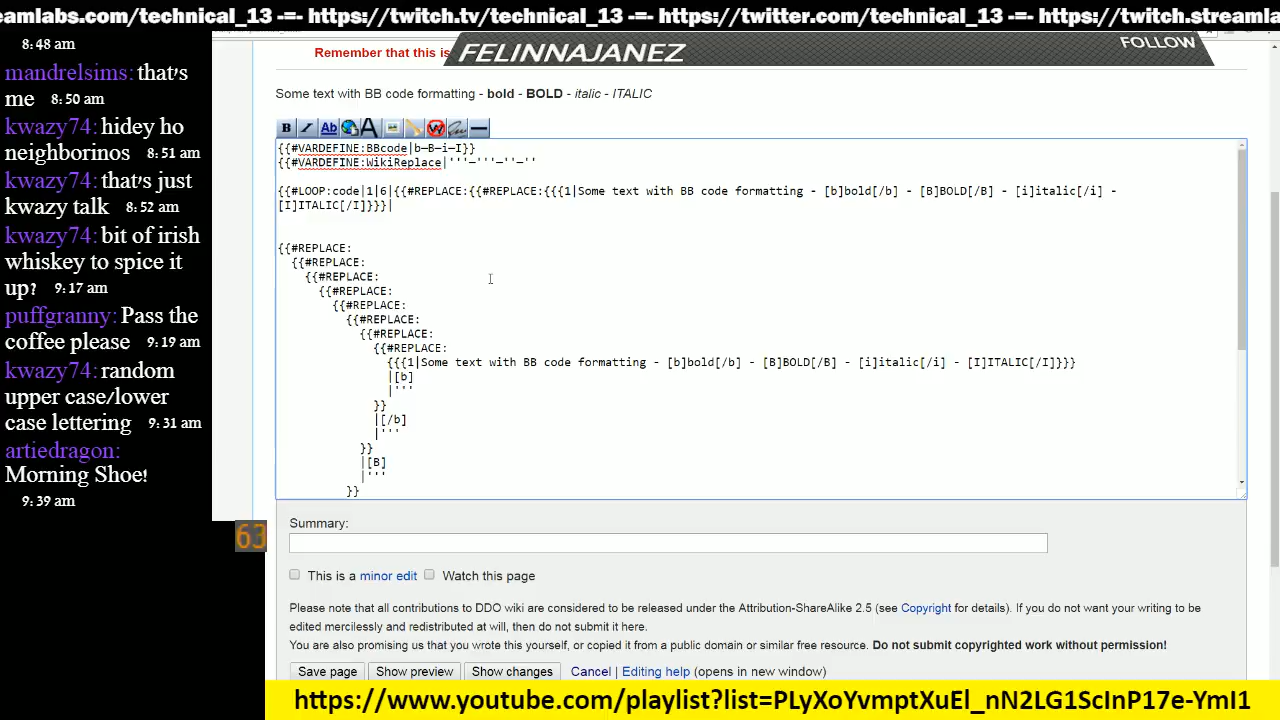 eamlabs.com/technical_13 -=- https://twitch.tv/technical_13 -=- https://twitter.com/technical_13 -=- https://twitch.streamla
8:48 am
mandrelsims: that's
me 8:50 am
kwazy74: hidey ho
neighborinos 8:51 am
kwazy74: that's just
kwazy talk 8:52 am
kwazy74: bit of irish
whiskey to spice it
up? 9:17 am
puffgranny: Pass the
coffee please 9:19 am
kwazy74: random
upper case/lower
case lettering 9:31 am
artiedragon:
Morning Shoe!
9:39 am
63
Remember that this is
FELINNAJANEZ
FOLLOW
Some text with BB code formatting - bold - BOLD - italic - ITALIC
B I Ab A W
{{#VARDEFINE:BBcode|b—B—i—I}}
{{#VARDEFINE:WikiReplace|'''—'''—''—''
{{#LOOP:code|1|6|{{#REPLACE:{{#REPLACE:{{{1|Some text with BB code formatting - [b]bold[/b] - [B]BOLD[/B] - [i]italic[/i] -
[I]ITALIC[/I]}}}|
{{#REPLACE:
{{#REPLACE:
{{#REPLACE:
{{#REPLACE:
{{#REPLACE:
{{#REPLACE:
{{#REPLACE:
{{#REPLACE:
{{{1|Some text with BB code formatting - [b]bold[/b] - [B]BOLD[/B] - [i]italic[/i] - [I]ITALIC[/I]}}}
|[b]
|'''
}}
|[/b]
|'''
}}
|[B]
|'''
}}
Summary:
This is a minor edit Watch this page
Please note that all contributions to DDO wiki are considered to be released under the Attribution-ShareAlike 2.5 (see Copyright for details). If you do not want your writing to be
edited mercilessly and redistributed at will, then do not submit it here.
You are also promising us that you wrote this yourself, or copied it from a public domain or similar free resource. Do not submit copyrighted work without permission!
Save page Show preview Show changes Cancel | Editing help (opens in new window)
https://www.youtube.com/playlist?list=PLyXoYvmptXuEl_nN2LG1ScInP17e-YmI1